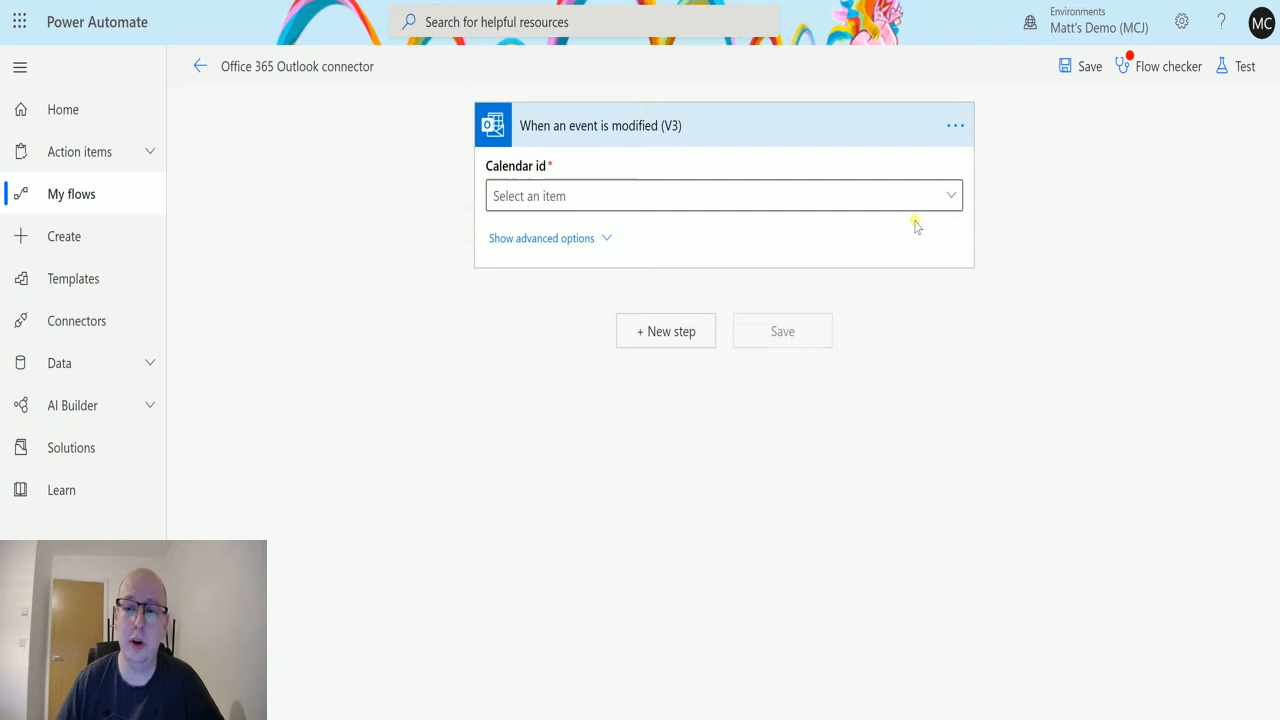 Power Automate
Search for helpful resources
Environments
Matt's Demo (MCJ)
MC
Office 365 Outlook connector
Save
Flow checker
Test
Home
Action items
My flows
Create
Templates
Connectors
Data
AI Builder
Solutions
Learn
When an event is modified (V3)
Calendar id*
Select an item
Show advanced options
+ New step
Save